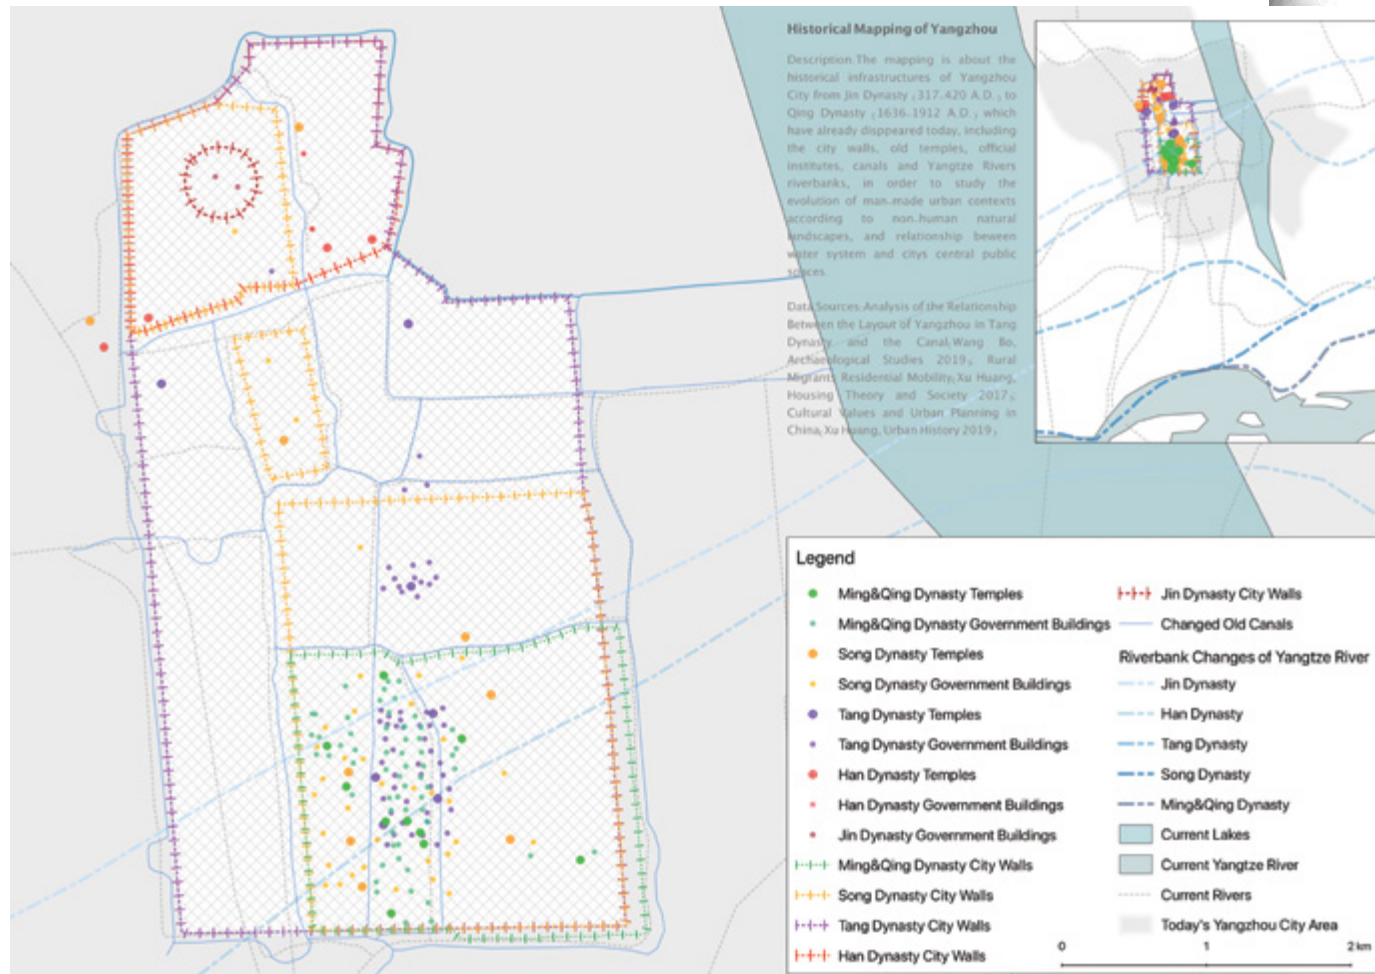 Historical Mapping of Yangzhou
Description:The mapping is about the
historical infrastructures of Yangzhou
City from Jin Dynasty (317-420 A.D.) to
Qing Dynasty (1636-1912 A.D.) which
have already disppeared today, including
the city walls, old temples, official
institutes, canals and Yangtze Rivers
riverbanks, in order to study the
evolution of man-made urban contexts
according to non-human natural
landscapes, and relationship beween
water system and citys central public
spaces.
Data Sources:Analysis of the Relationship
Between the Layout of Yangzhou in Tang
Dynasty and the Canal,Wang Bo,
Archaeological Studies 2019; Rural
Migrants Residential Mobility,Xu Huang,
Housing Theory and Society 2017;
Cultural Values and Urban Planning in
China,Xu Huang, Urban History 2019;
Legend
Ming&Qing Dynasty Temples
Ming&Qing Dynasty Government Buildings
Song Dynasty Temples
Song Dynasty Government Buildings
Tang Dynasty Temples
Tang Dynasty Government Buildings
Han Dynasty Temples
Han Dynasty Government Buildings
Jin Dynasty Government Buildings
Ming&Qing Dynasty City Walls
Song Dynasty City Walls
Tang Dynasty City Walls
Han Dynasty City Walls
Jin Dynasty City Walls
Changed Old Canals
Riverbank Changes of Yangtze River
Jin Dynasty
Han Dynasty
Tang Dynasty
Song Dynasty
Ming&Qing Dynasty
Current Lakes
Current Yangtze River
Current Rivers
Today's Yangzhou City Area
0 1 2 km